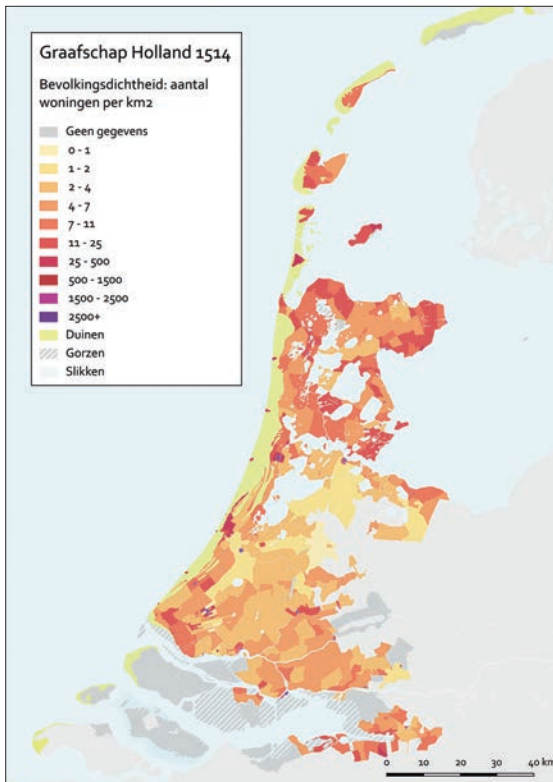 Graafschap Holland 1514
Bevolkingsdichtheid: aantal
woningen per km2
Geen gegevens
0 - 1
1 - 2
2 - 4
4 - 7
7 - 11
11 - 25
25 - 500
500 - 1500
1500 - 2500
2500+
Duinen
Gorzen
Slikken
0 10 20 30 40 km